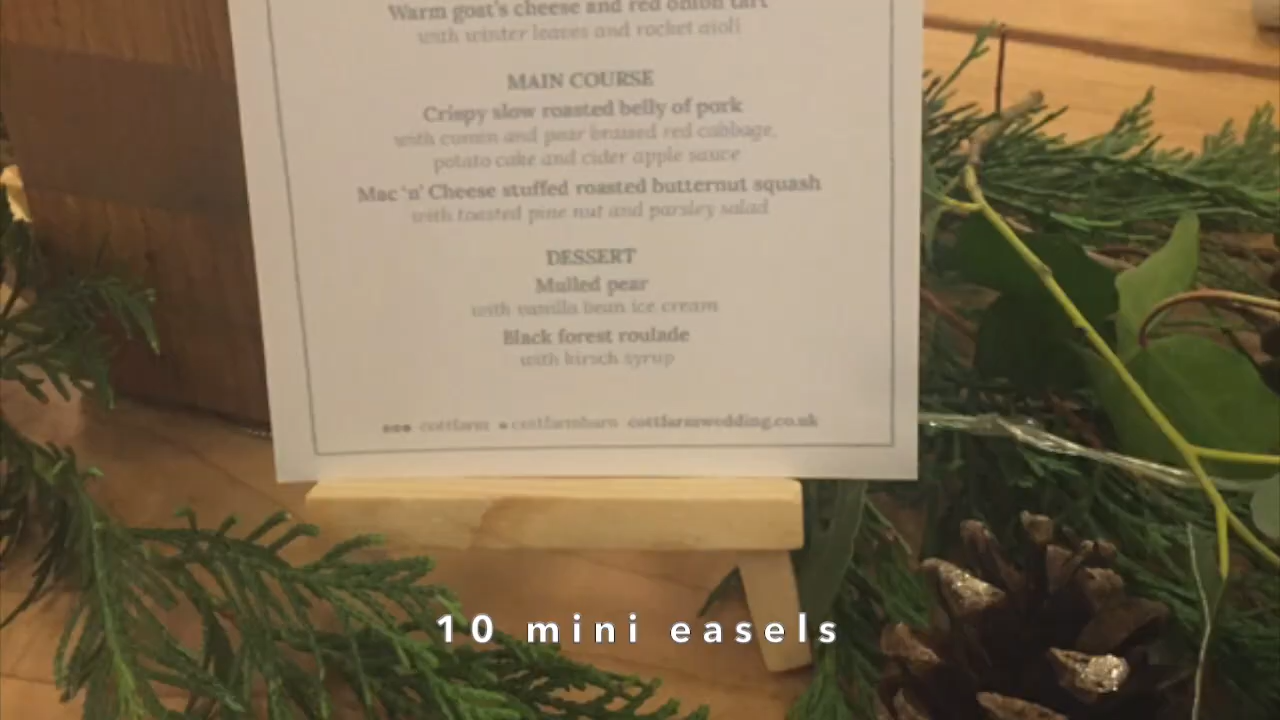 Warm goat's cheese and red onion tart
with winter leaves and rocket aioli
MAIN COURSE
Crispy slow roasted belly of pork
with cumin and pear braised red cabbage,
potato cake and cider apple sauce
Mac 'n' Cheese stuffed roasted butternut squash
with toasted pine nut and parsley salad
DESSERT
Mulled pear
with vanilla bean ice cream
Black forest roulade
with kirsch syrup
cottfarm cottfarmbarn cottfarmwedding.co.uk
10 mini easels